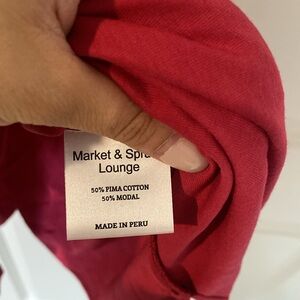 Market &
Lounge
50% PIMA COTTON
50% MODAL
MADE IN PERU